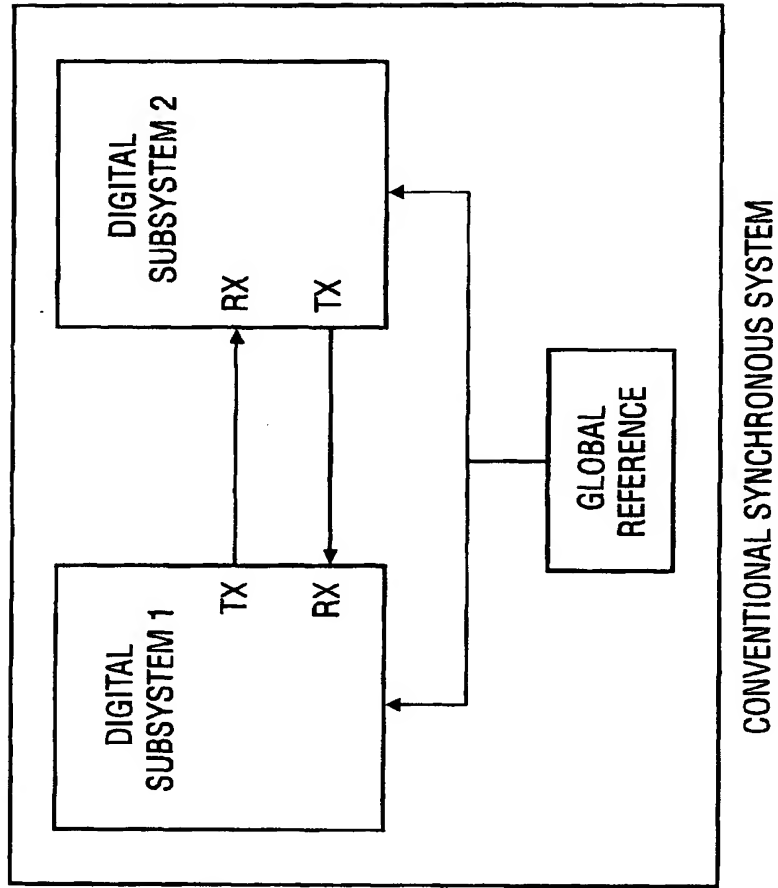 DIGITAL
SUBSYSTEM 1
TX
RX
DIGITAL
SUBSYSTEM 2
RX
TX
GLOBAL
REFERENCE
CONVENTIONAL SYNCHRONOUS SYSTEM